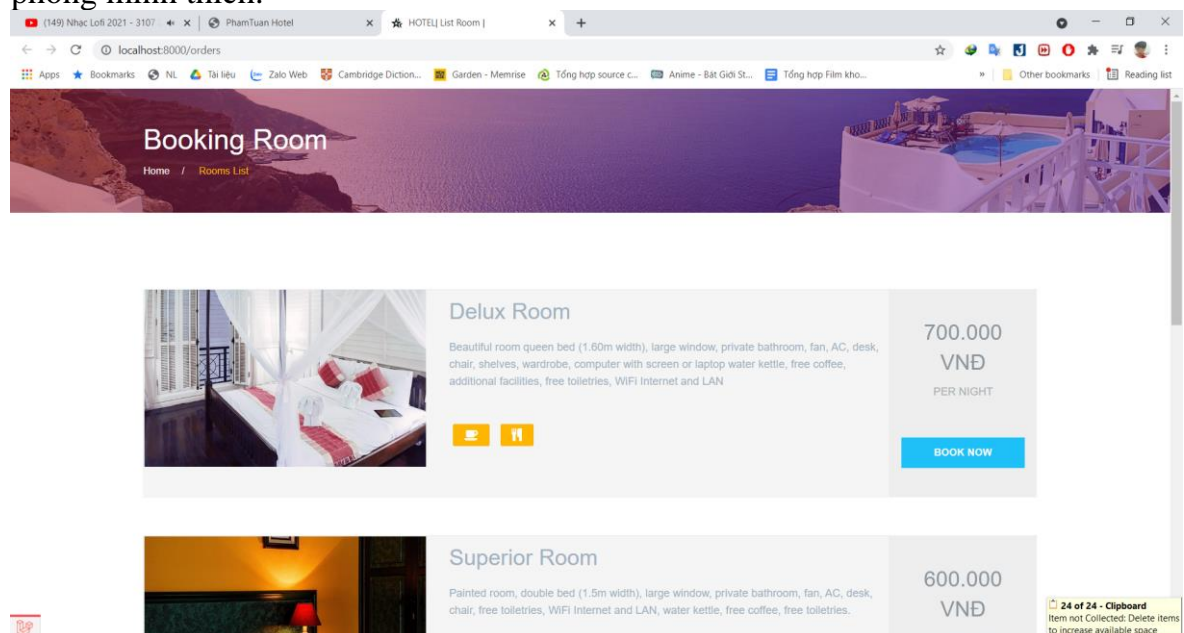 phòng mình thích.
(149) Nhạc Lofi 2021 - 3107
PhamTuan Hotel
HOTEL| List Room |
localhost:8000/orders
Apps
Bookmarks
NL
Tài liệu
Zalo Web
Cambridge Diction...
Garden - Memrise
Tổng hợp source c...
Anime - Bát Giới St...
Tổng hợp Film kho...
Other bookmarks
Reading list
Booking Room
Home / Rooms List
Delux Room
Beautiful room queen bed (1.60m width), large window, private bathroom, fan, AC, desk,
chair, shelves, wardrobe, computer with screen or laptop water kettle, free coffee,
additional facilities, free toiletries, WiFi Internet and LAN
700.000
VNĐ
PER NIGHT
BOOK NOW
Superior Room
Painted room, double bed (1.5m width), large window, private bathroom, fan, AC, desk,
chair, free toiletries, WiFi Internet and LAN, water kettle, free coffee, free toiletries.
600.000
VNĐ
24 of 24 - Clipboard
Item not Collected: Delete items
to increase available space